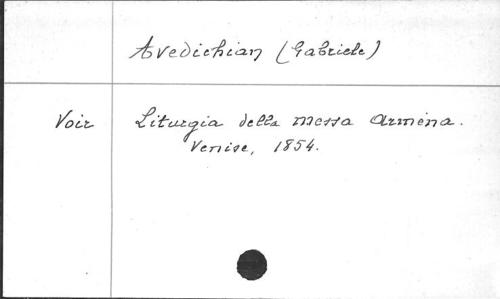 Avedichian (Gabriele)
Voir Liturgia della messa armena.
Venise, 1854.